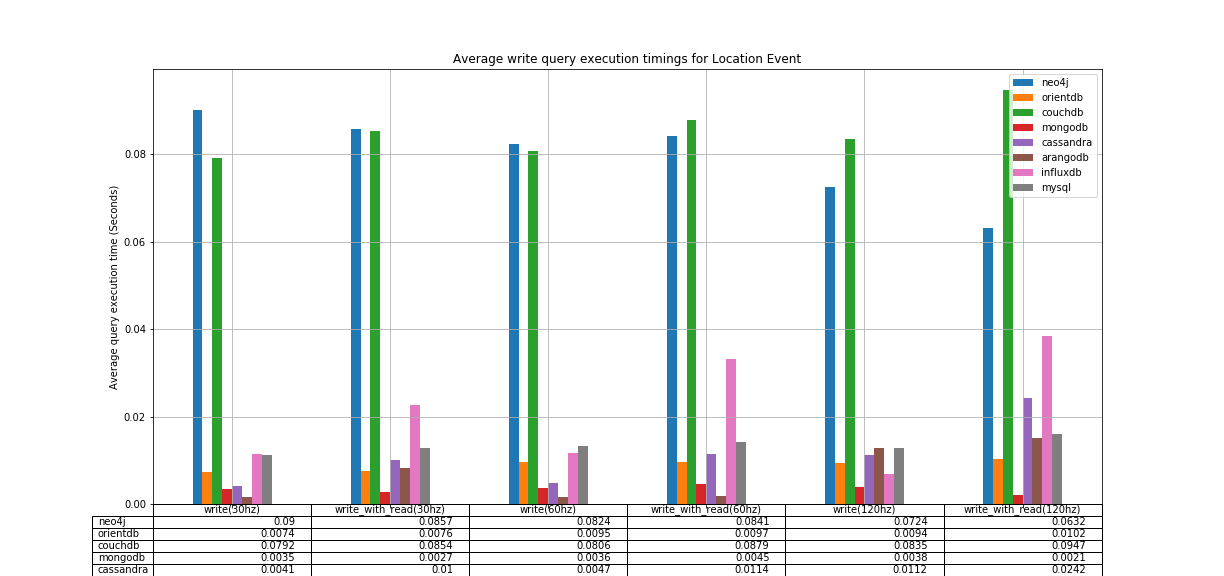 Average write query execution timings for Location Event
neo4j
orientdb
couchdb
mongodb
cassandra
arangodb
influxdb
mysql
Average query execution time (Seconds)
0.08
0.06
0.04
0.02
0.00
write(30hz) write_with_read(30hz) write(60hz) write_with_read(60hz) write(120hz) write_with_read(120hz)
neo4j 0.09 0.0857 0.0824 0.0841 0.0724 0.0632
orientdb 0.0074 0.0076 0.0095 0.0097 0.0094 0.0102
couchdb 0.0792 0.0854 0.0806 0.0879 0.0835 0.0947
mongodb 0.0035 0.0027 0.0036 0.0045 0.0038 0.0021
cassandra 0.0041 0.01 0.0047 0.0114 0.0112 0.0242